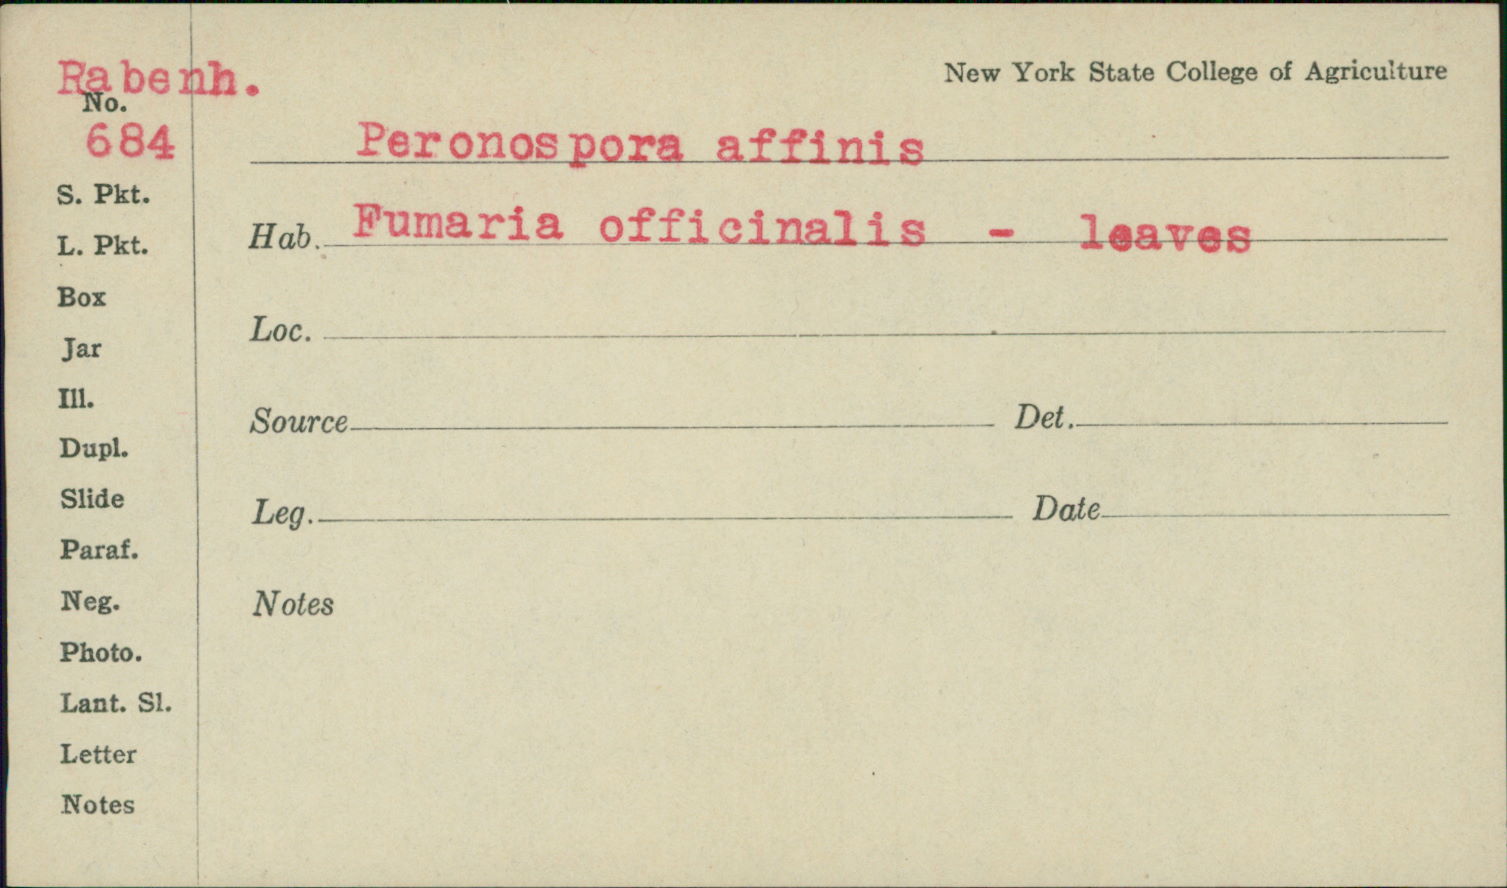 Rabenh.
New York State College of Agriculture
No.
684
Peronospora affinis
S. Pkt.
Hab. Fumaria officinalis - leaves
L. Pkt.
Box
Loc.
Jar
Ill.
Source Det.
Dupl.
Slide
Leg. Date
Paraf.
Neg.
Notes
Photo.
Lant. Sl.
Letter
Notes